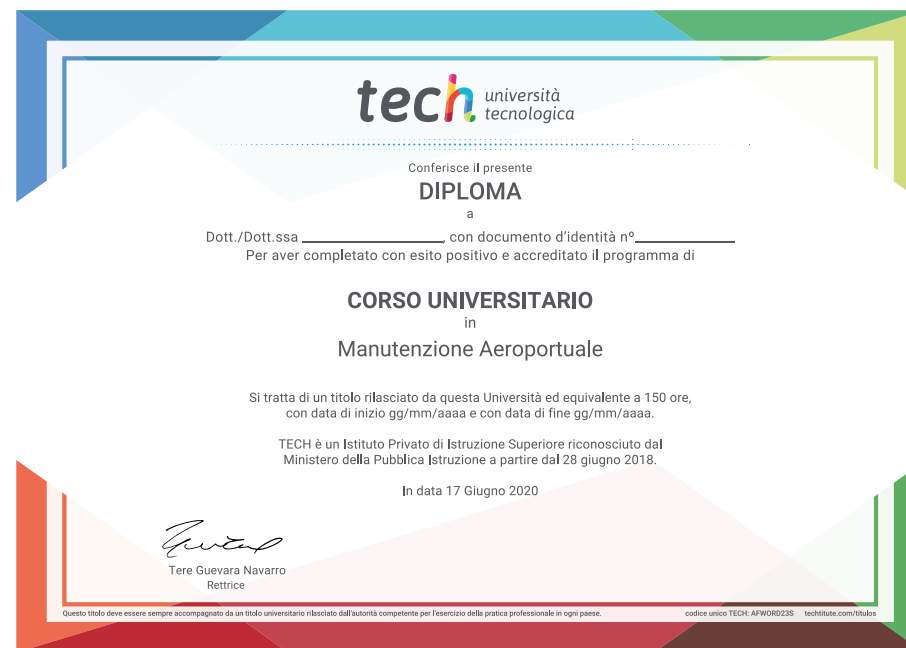 tech università
tecnologica
Conferisce il presente
DIPLOMA
a
Dott./Dott.ssa ________________, con documento d'identità nº____________
Per aver completato con esito positivo e accreditato il programma di
CORSO UNIVERSITARIO
in
Manutenzione Aeroportuale
Si tratta di un titolo rilasciato da questa Università ed equivalente a 150 ore,
con data di inizio gg/mm/aaaa e con data di fine gg/mm/aaaa.
TECH è un Istituto Privato di Istruzione Superiore riconosciuto dal
Ministero della Pubblica Istruzione a partire dal 28 giugno 2018.
In data 17 Giugno 2020
Tere Guevara Navarro
Rettrice
Questo titolo deve essere sempre accompagnato da un titolo universitario rilasciato dall'autorità competente per l'esercizio della pratica professionale in ogni paese. codice unico TECH: AFWORD23S techtitute.com/títulos